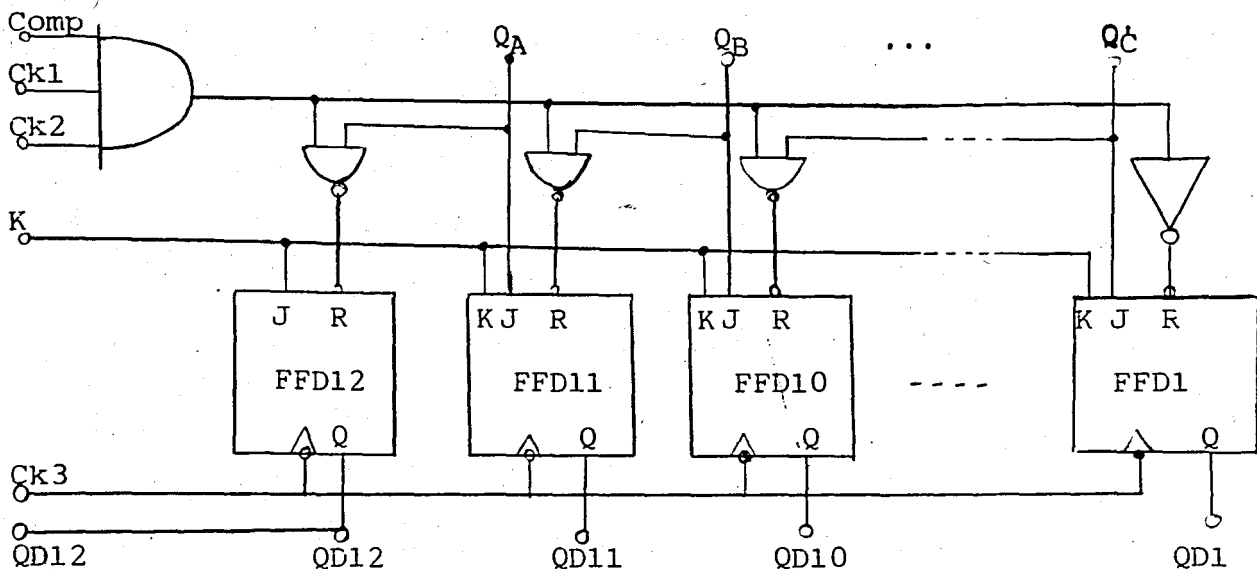 Comp
QA QB ... QC
Ck1
Ck2
K
J R K J R K J R K J R
FFD12 FFD11 FFD10 ---- FFD1
Q Q Q Q
Ck3
QD12 QD12 QD11 QD10 QD1